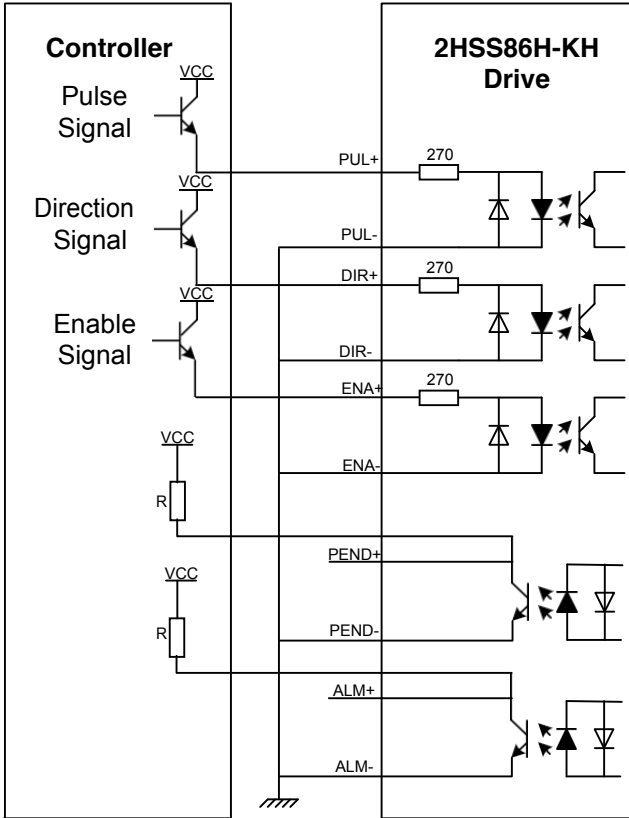 Controller
2HSS86H-KH
Drive
VCC
Pulse
Signal
PUL+
270
VCC
Direction
Signal
PUL-
DIR+
270
VCC
Enable
Signal
DIR-
ENA+
270
VCC
ENA-
R
PEND+
VCC
PEND-
R
ALM+
ALM-